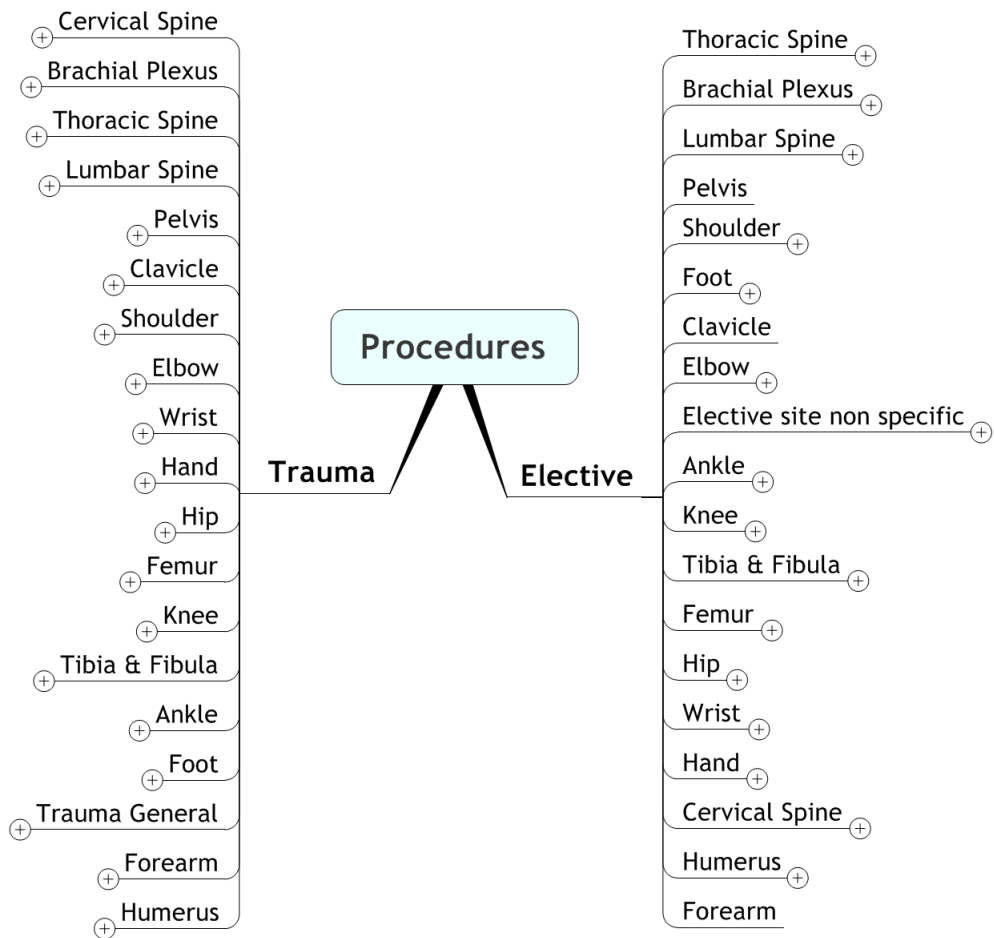 Procedures
Trauma
Cervical Spine
Brachial Plexus
Thoracic Spine
Lumbar Spine
Pelvis
Clavicle
Shoulder
Elbow
Wrist
Hand
Hip
Femur
Knee
Tibia & Fibula
Ankle
Foot
Trauma General
Forearm
Humerus
Elective
Thoracic Spine
Brachial Plexus
Lumbar Spine
Pelvis
Shoulder
Foot
Clavicle
Elbow
Elective site non specific
Ankle
Knee
Tibia & Fibula
Femur
Hip
Wrist
Hand
Cervical Spine
Humerus
Forearm